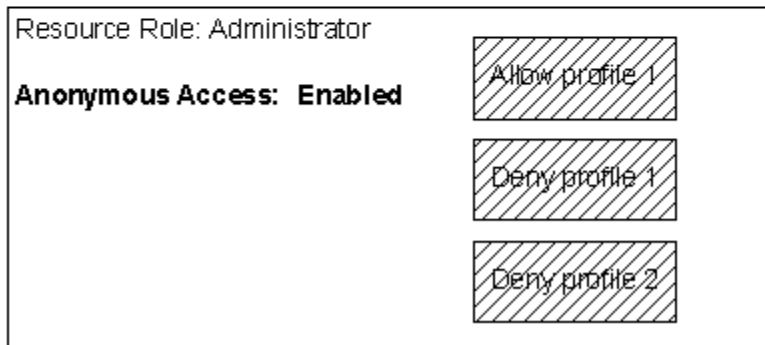 Resource Role: Administrator
Anonymous Access: Enabled
Allow profile 1
Deny profile 1
Deny profile 2